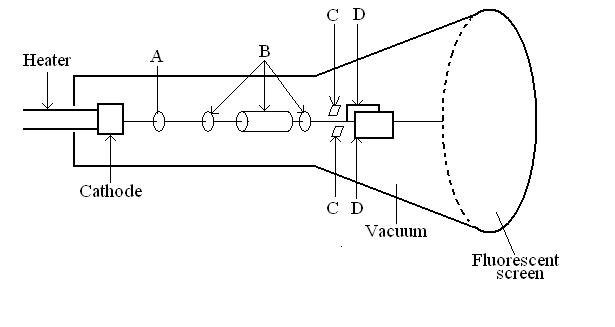 C D
Heater
A
B
Cathode
C D
Vacuum
Fluorescent
screen